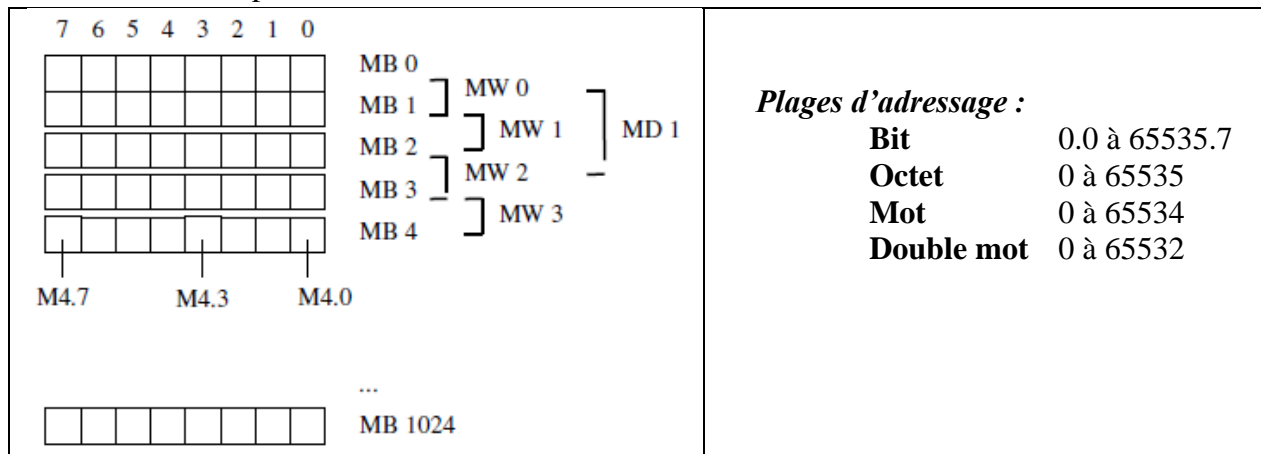 7 6 5 4 3 2 1 0
MB 0
MW 0
MB 1
MW 1
MD 1
MB 2
MW 2
MB 3
MW 3
MB 4
M4.7 M4.3 M4.0
...
MB 1024
Plages d’adressage :
Bit 0.0 à 65535.7
Octet 0 à 65535
Mot 0 à 65534
Double mot 0 à 65532